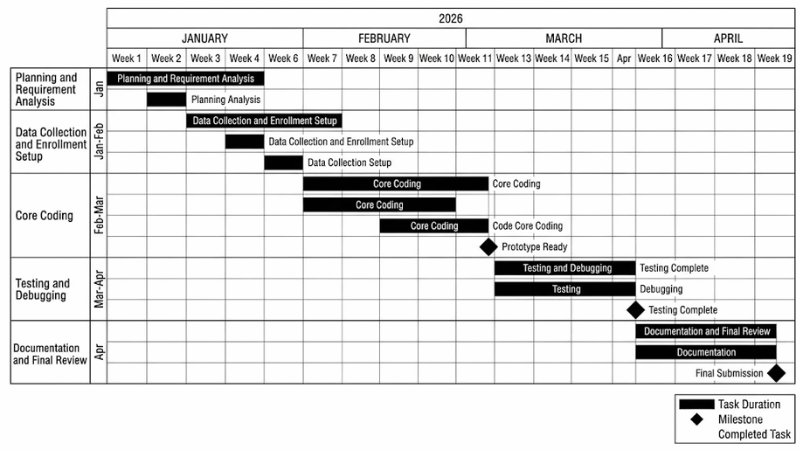 2026
JANUARY FEBRUARY MARCH APRIL
Week 1 Week 2 Week 3 Week 4 Week 6 Week 7 Week 8 Week 9 Week 10 Week 11 Week 13 Week 14 Week 15 Apr Week 16 Week 17 Week 18 Week 19
Planning and
Requirement
Analysis
Jan
Planning and Requirement Analysis
Planning Analysis
Data Collection
and Enrollment
Setup
Jan-Feb
Data Collection and Enrollment Setup
Data Collection and Enrollment Setup
Data Collection Setup
Core Coding
Feb-Mar
Core Coding Core Coding
Core Coding
Core Coding Code Core Coding
Prototype Ready
Testing and
Debugging
Mar-Apr
Testing and Debugging Testing Complete
Testing Debugging
Testing Complete
Documentation
and Final Review
Apr
Documentation and Final Review
Documentation
Final Submission
Task Duration
Milestone
Completed Task